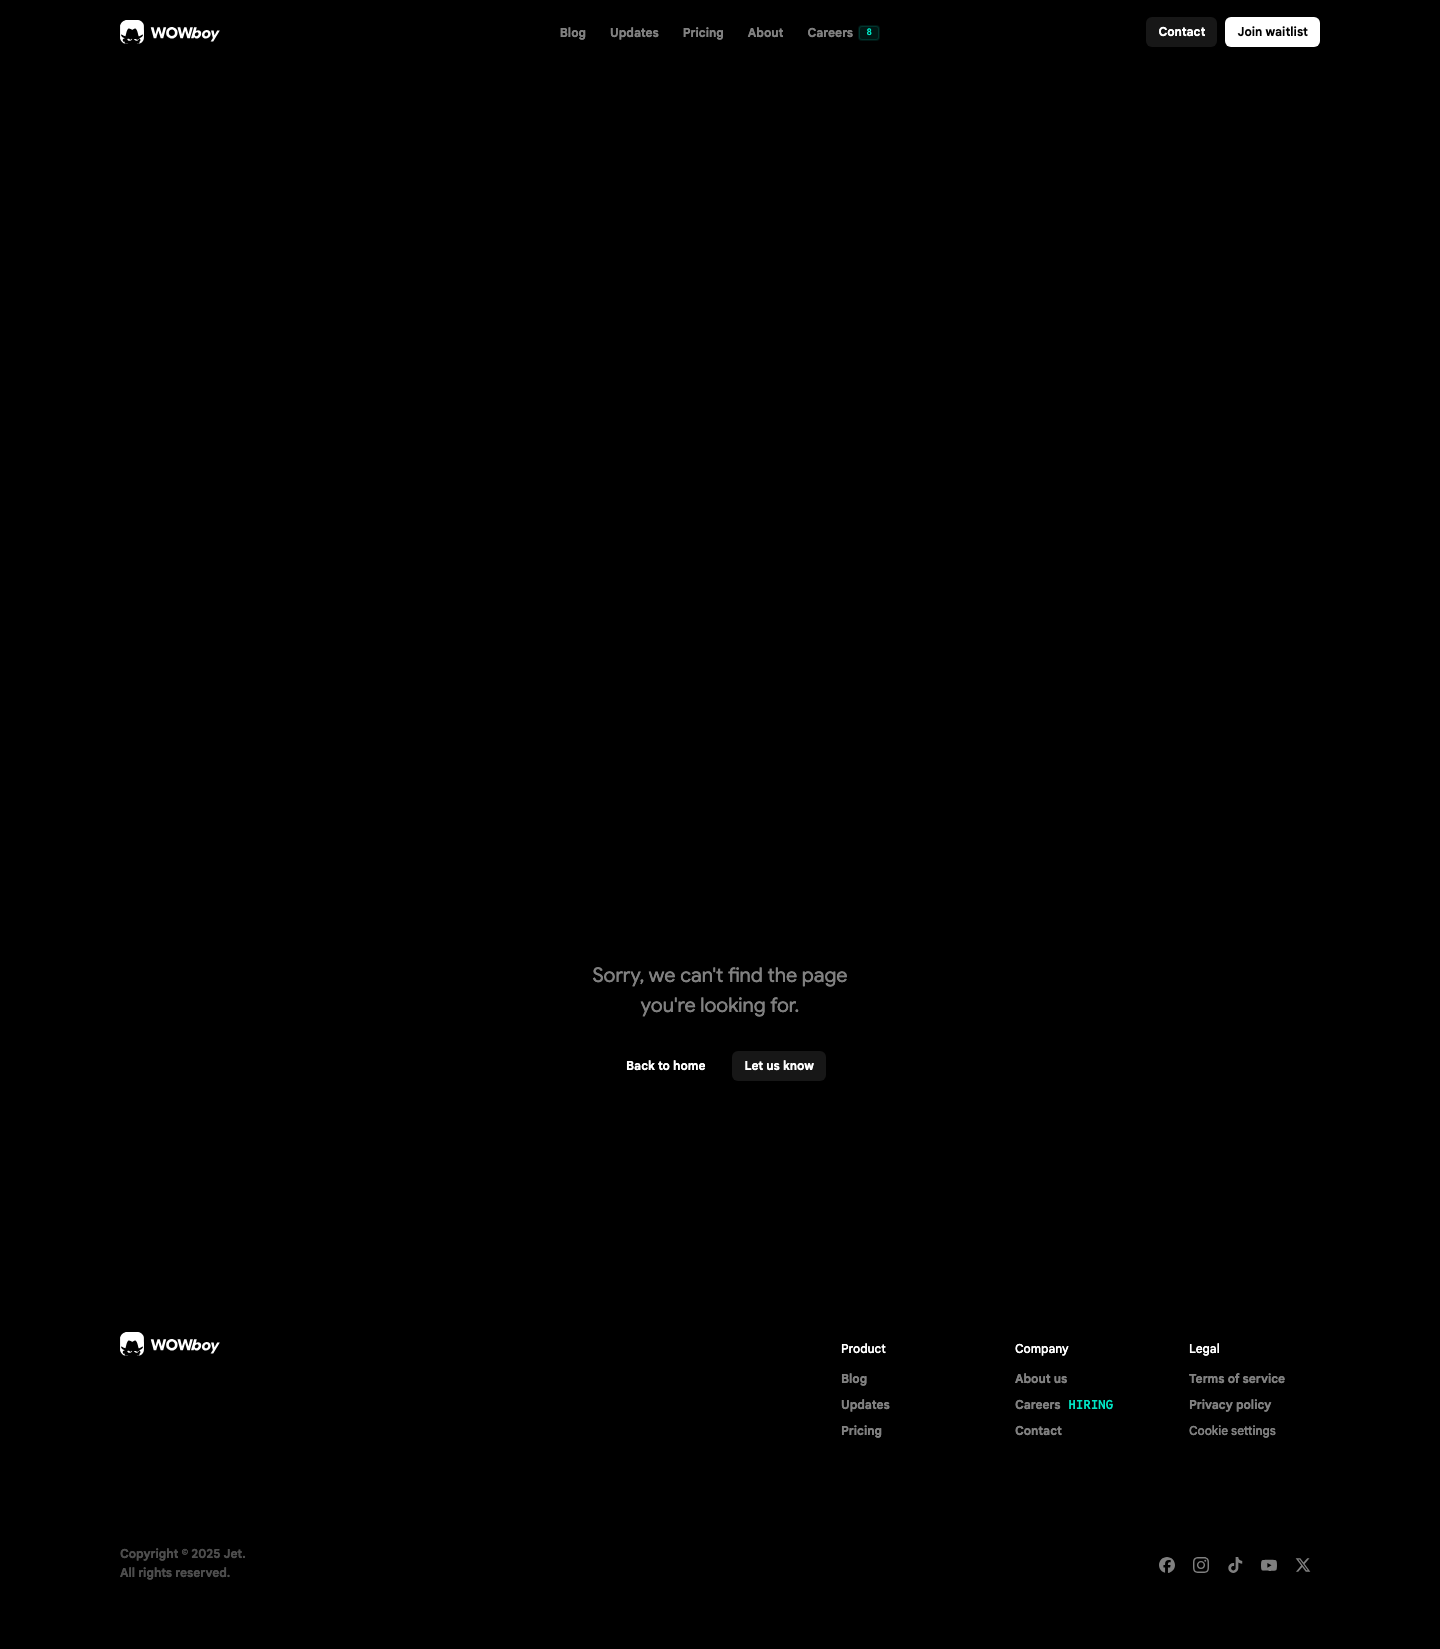 WOWboy
Blog Updates Pricing About Careers 8
Contact Join waitlist
Sorry, we can't find the page
you're looking for.
Back to home Let us know
WOWboy
Product
Blog
Updates
Pricing
Company
About us
Careers HIRING
Contact
Legal
Terms of service
Privacy policy
Cookie settings
Copyright © 2025 Jet.
All rights reserved.